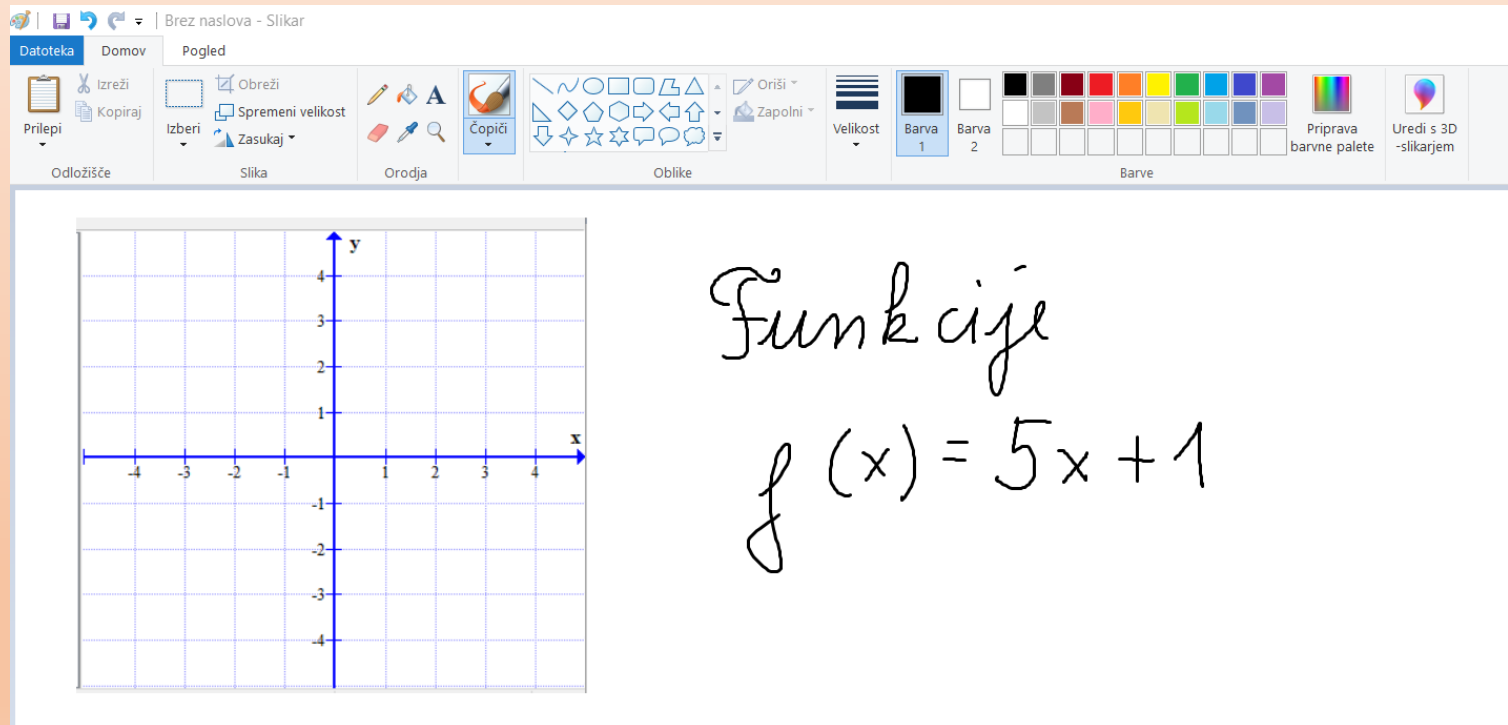 Brez naslova - Slikar
Datoteka Domov Pogled
Prilepi
Izreži
Kopiraj
Odložišče
Izberi
Obreži
Spremeni velikost
Zasukaj
Slika
A
Orodja
Čopiči
Oriši
Zapolni
Oblike
Velikost
Barva
1
Barva
2
Barve
Priprava
barvne palete
Uredi s 3D
-slikarjem
y
4
3
2
1
x
-4 -3 -2 -1 1 2 3 4
-1
-2
-3
-4
Funkcije
f(x) = 5x + 1